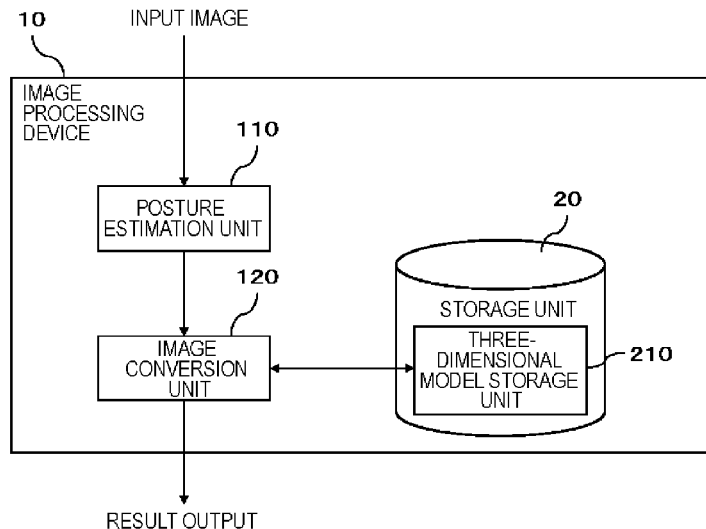 10
INPUT IMAGE
IMAGE
PROCESSING
DEVICE
110
POSTURE
ESTIMATION UNIT
20
120
STORAGE UNIT
IMAGE
CONVERSION
UNIT
THREE-
DIMENSIONAL
MODEL STORAGE
UNIT
210
RESULT OUTPUT